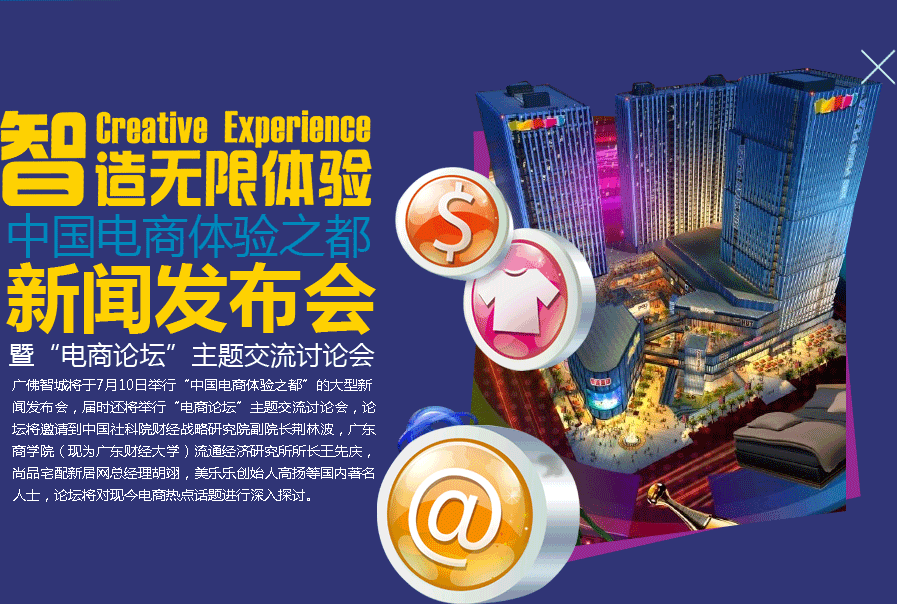 智
Creative Experience
造无限体验
中国电商体验之都
新闻发布会
暨“电商论坛”主题交流讨论会
广佛智城将于7月10日举行“中国电商体验之都”的大型新
闻发布会，届时还将举行“电商论坛”主题交流讨论会，论
坛将邀请到中国社科院财经战略研究院副院长荆林波，广东
商学院（现为广东财经大学）流通经济研究所所长王先庆，
尚品宅配新居网总经理胡翊，美乐乐创始人高扬等国内著名
人士，论坛将对现今电商热点话题进行深入探讨。
$
@